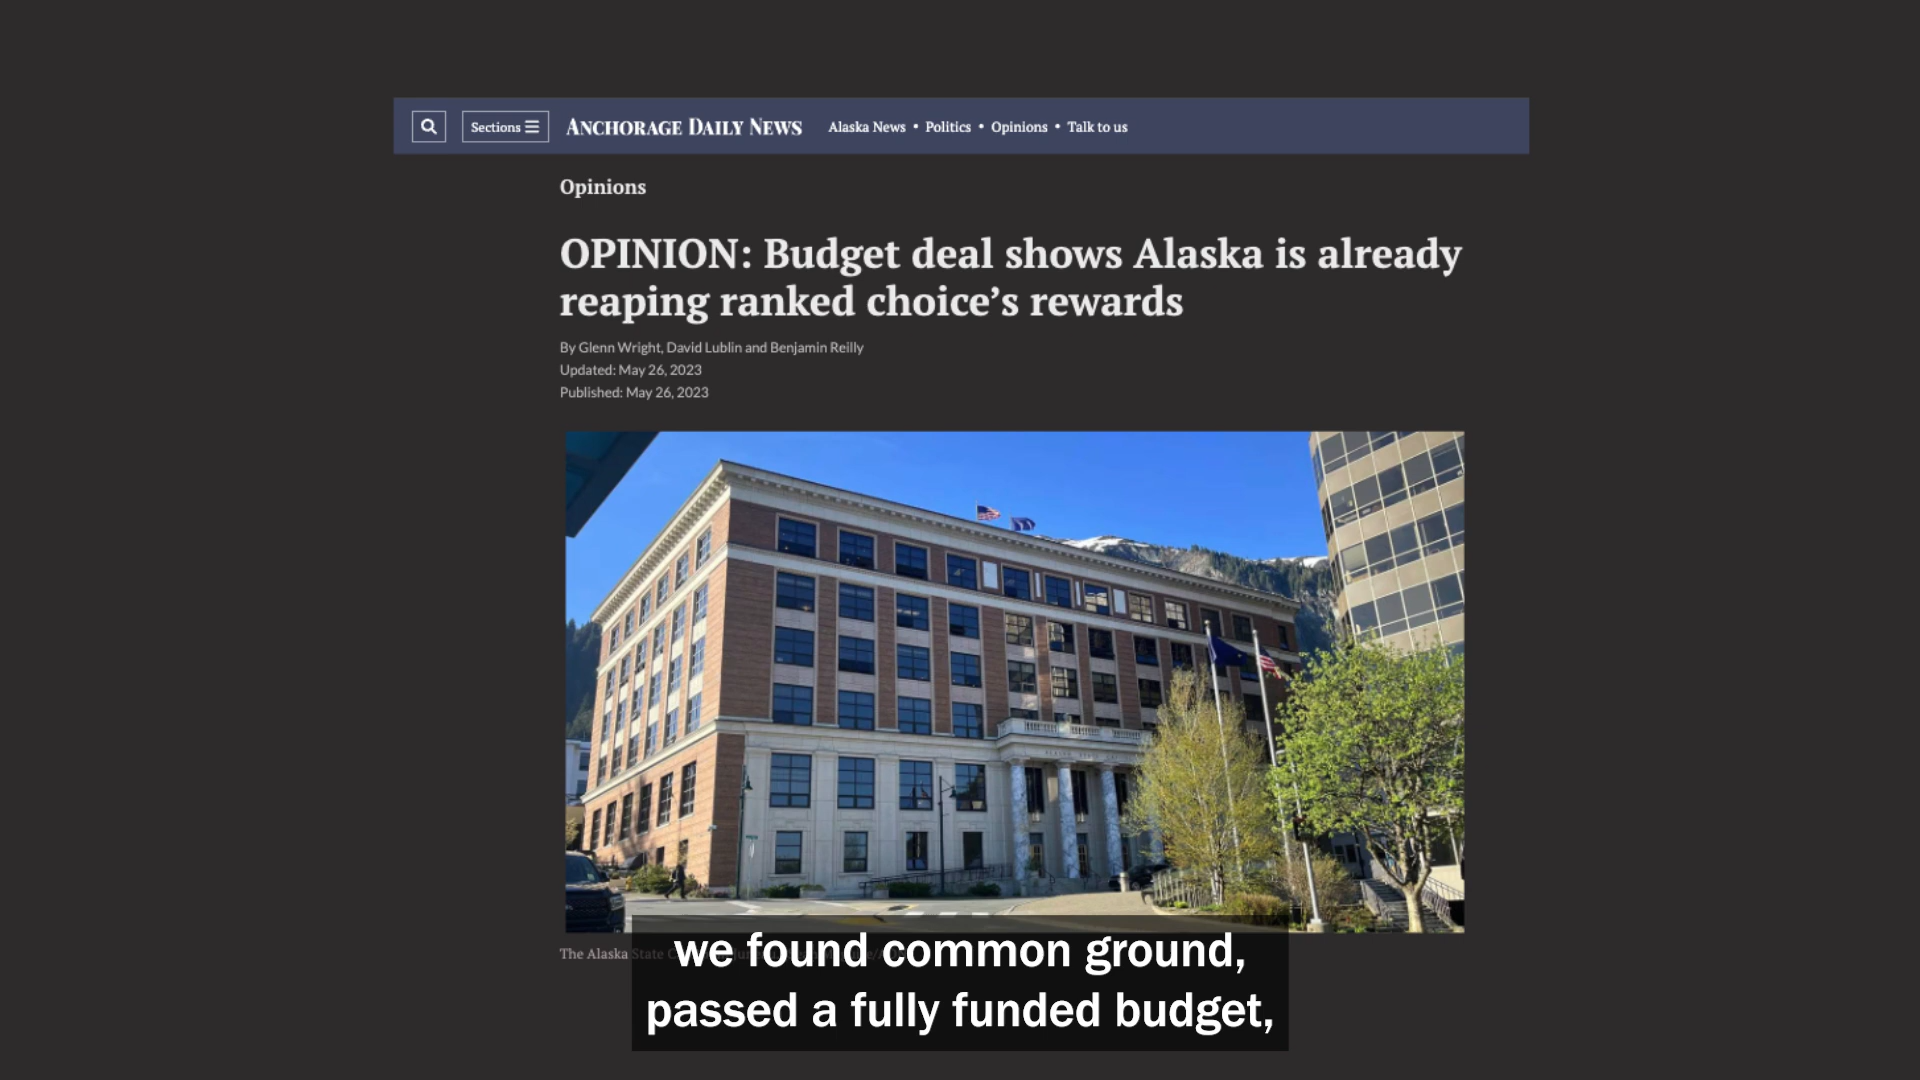 Sections
ANCHORAGE DAILY NEWS
Alaska News • Politics • Opinions • Talk to us
Opinions
OPINION: Budget deal shows Alaska is already
reaping ranked choice's rewards
By Glenn Wright, David Lublin and Benjamin Reilly
Updated: May 26, 2023
Published: May 26, 2023
The Alaska State
we found common ground,
passed a fully funded budget,